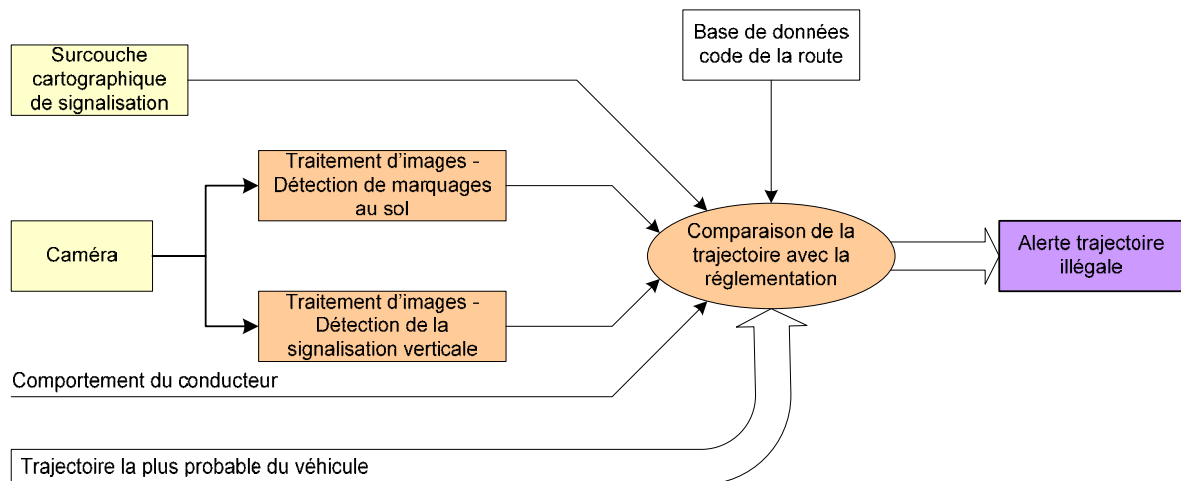 Surcouche
cartographique
de signalisation
Base de données
code de la route
Traitement d'images -
Détection de marquages
au sol
Caméra
Comparaison de la
trajectoire avec la
réglementation
Alerte trajectoire
illégale
Traitement d'images -
Détection de la
signalisation verticale
Comportement du conducteur
Trajectoire la plus probable du véhicule